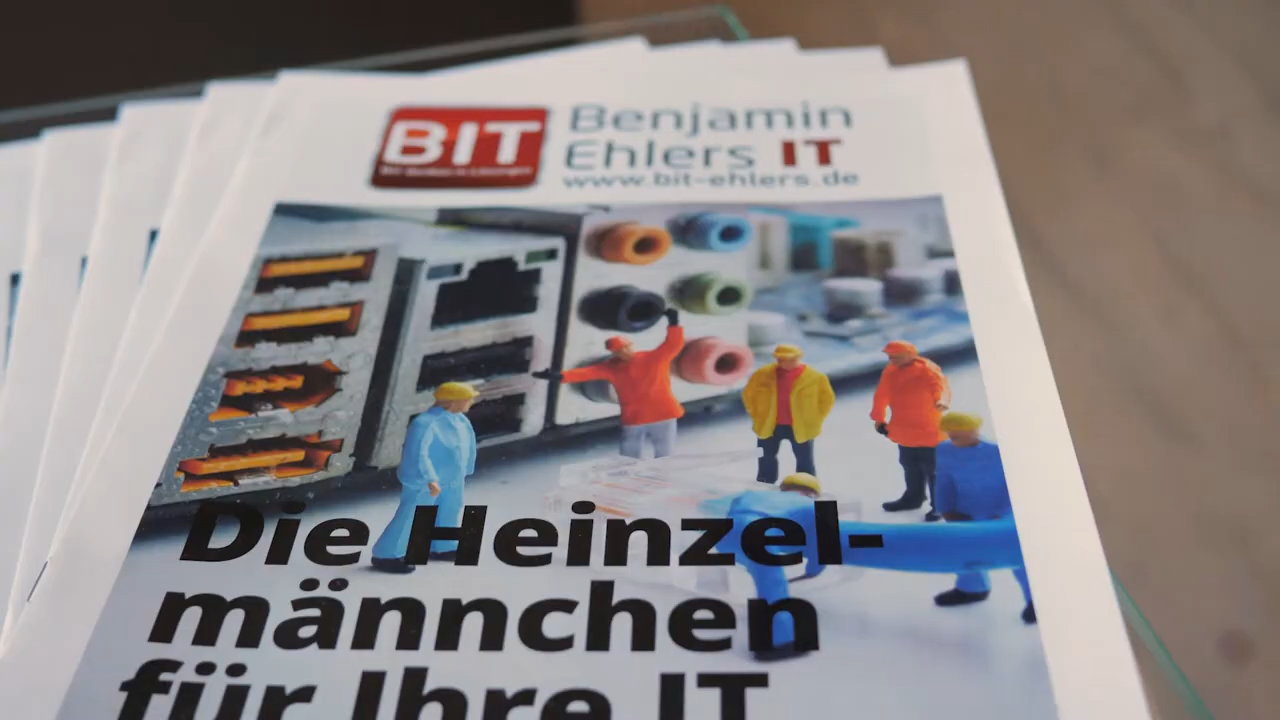 BIT
Benjamin
Ehlers IT
www.bit-ehlers.de
Die Heinzel-
männchen
für Ihre IT